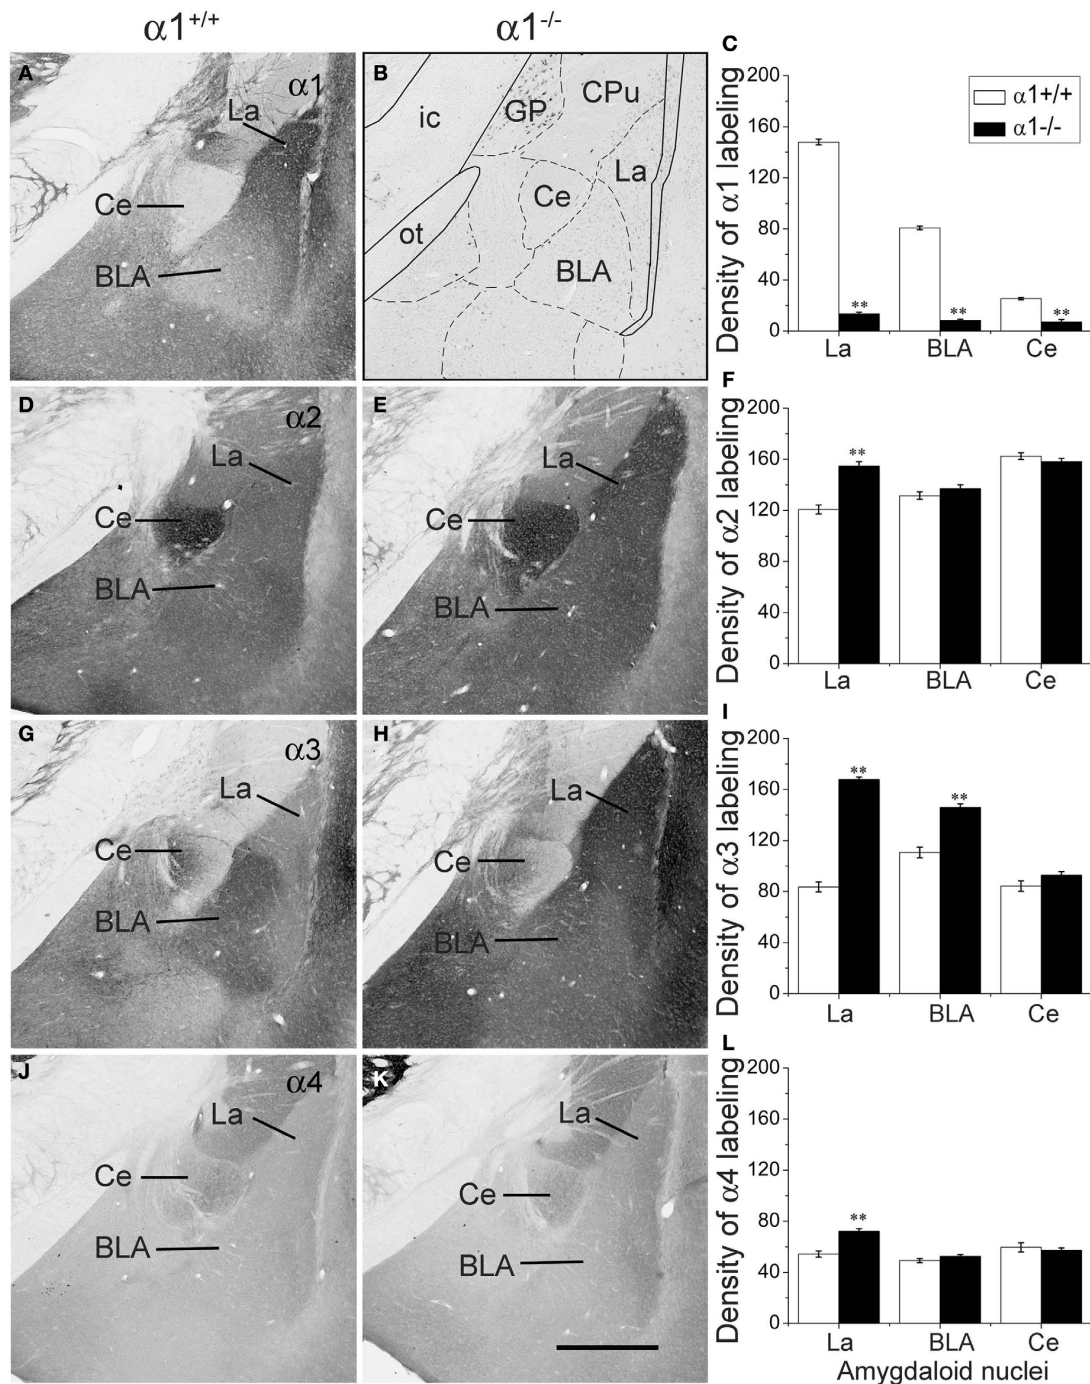 α1+/+
α1-/-
A
α1
La
Ce
BLA
B
ic
GP
CPu
La
Ce
ot
BLA
C
Density of α1 labeling
200
160
120
80
40
0
α1+/+
α1-/-
**
**
**
La
BLA
Ce
D
α2
La
Ce
BLA
E
La
Ce
BLA
F
Density of α2 labeling
200
160
120
80
40
0
**
La
BLA
Ce
G
α3
La
Ce
BLA
H
La
Ce
BLA
I
Density of α3 labeling
200
160
120
80
40
0
**
**
La
BLA
Ce
J
α4
La
Ce
BLA
K
La
Ce
BLA
L
Density of α4 labeling
200
160
120
80
40
0
**
La
BLA
Ce
Amygdaloid nuclei